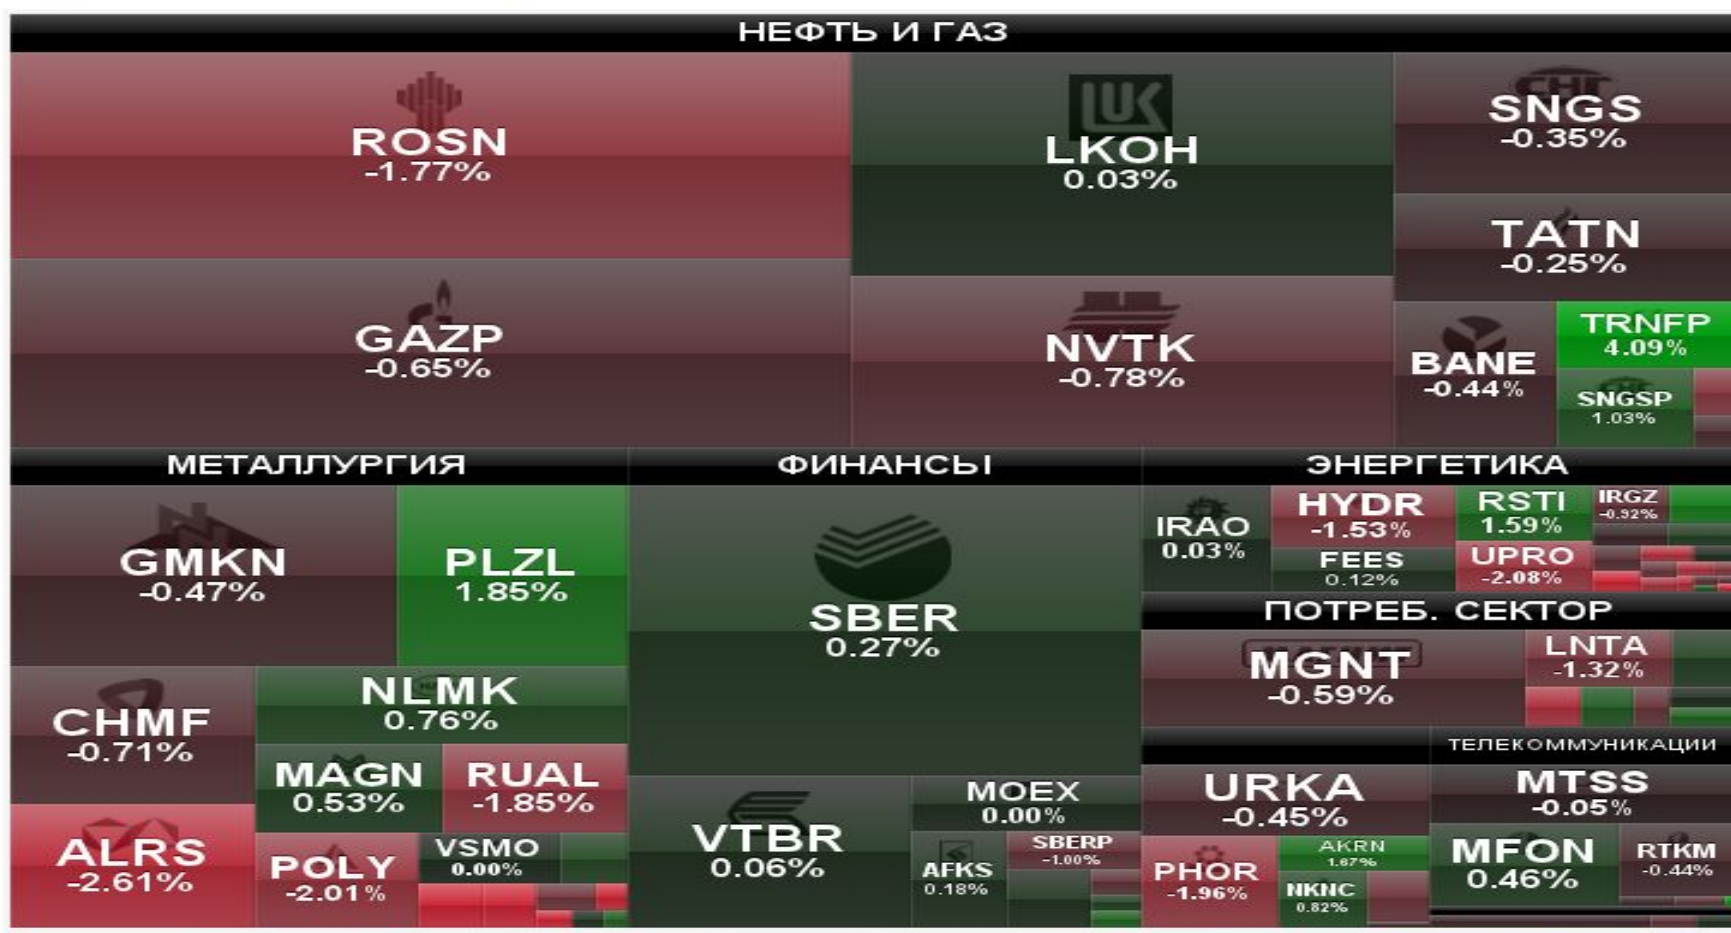 НЕФТЬ И ГАЗ
ROSN
-1.77%
LUK
LKOH
0.03%
СНГ
SNGS
-0.35%
TATN
-0.25%
GAZP
-0.65%
NVTK
-0.78%
BANE
-0.44%
TRNFP
4.09%
SNGSP
1.03%
МЕТАЛЛУРГИЯ
GMKN
-0.47%
PLZL
1.85%
CHMF
-0.71%
NLMK
0.76%
MAGN
0.53%
RUAL
-1.85%
ALRS
-2.61%
POLY
-2.01%
VSMO
0.00%
ФИНАНСЫ
SBER
0.27%
VTBR
0.06%
MOEX
0.00%
AFKS
0.18%
SBERP
-1.00%
ЭНЕРГЕТИКА
IRAO
0.03%
HYDR
-1.53%
RSTI
1.59%
IRGZ
-0.92%
FEES
0.12%
UPRO
-2.08%
ПОТРЕБ. СЕКТОР
MGNT
-0.59%
LNTA
-1.32%
URKA
-0.45%
PHOR
-1.96%
AKRN
1.67%
NKNC
0.82%
ТЕЛЕКОММУНИКАЦИИ
MTSS
-0.05%
MFON
0.46%
RTKM
-0.44%